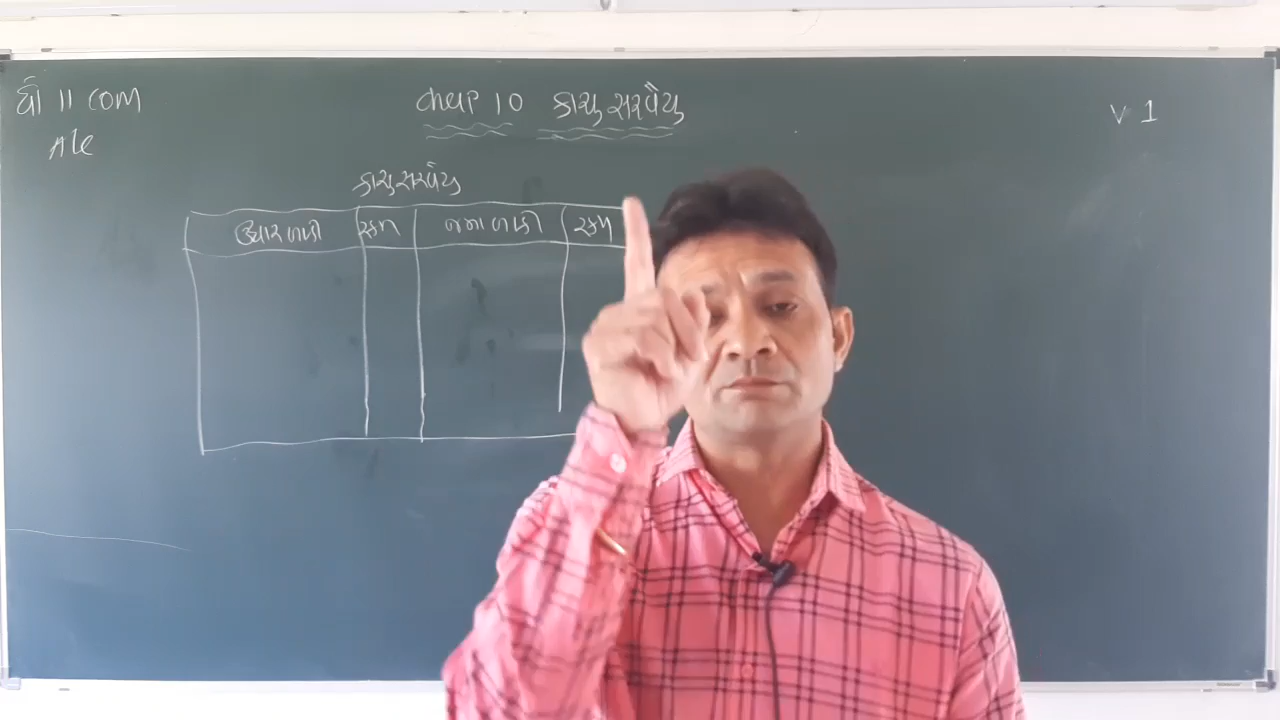 ધો 11 COM
Chap 10 કાચુ સરવૈયુ
V 1
કાચુ સરવૈયુ
ઉધાર બાકી રકમ જમા બાકી રકમ